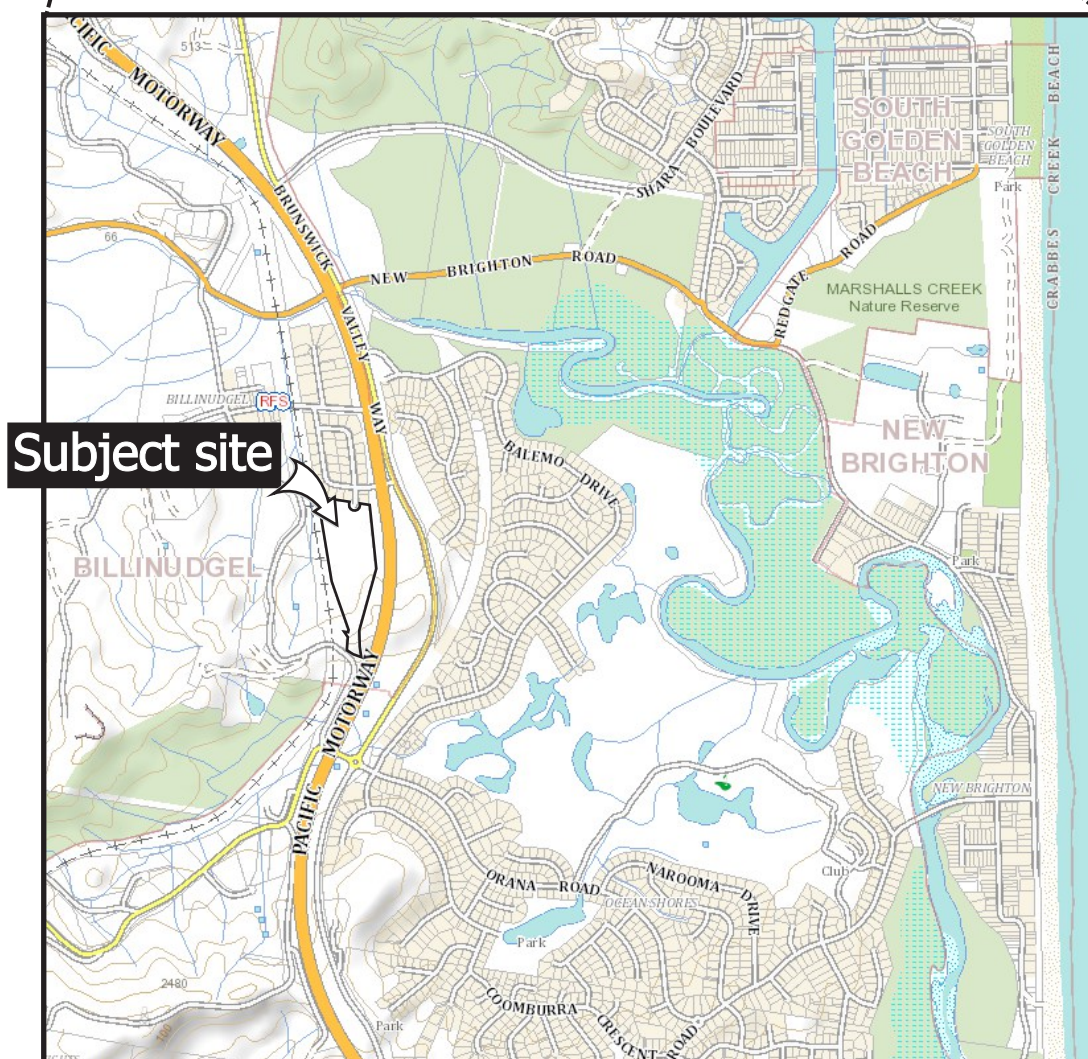 PACIFIC
MOTORWAY
513
BRUNSWICK
VALLEY
WAY
SHARA BOULEVARD
SOUTH
GOLDEN
BEACH
SOUTH
GOLDEN
BEACH
Park
CRABBES CREEK BEACH
66
NEW BRIGHTON ROAD
REDGATE ROAD
MARSHALLS CREEK
Nature Reserve
BILLINUDGEL
RFS
NEW
BRIGHTON
Subject site
BALEMO DRIVE
BILLINUDGEL
Park
PACIFIC MOTORWAY
NEW BRIGHTON
ORANA ROAD
NAROOMA DRIVE
OCEAN SHORES
Club
Park
2480
100
COOMBURRA
CRESCENT
ROAD
Park